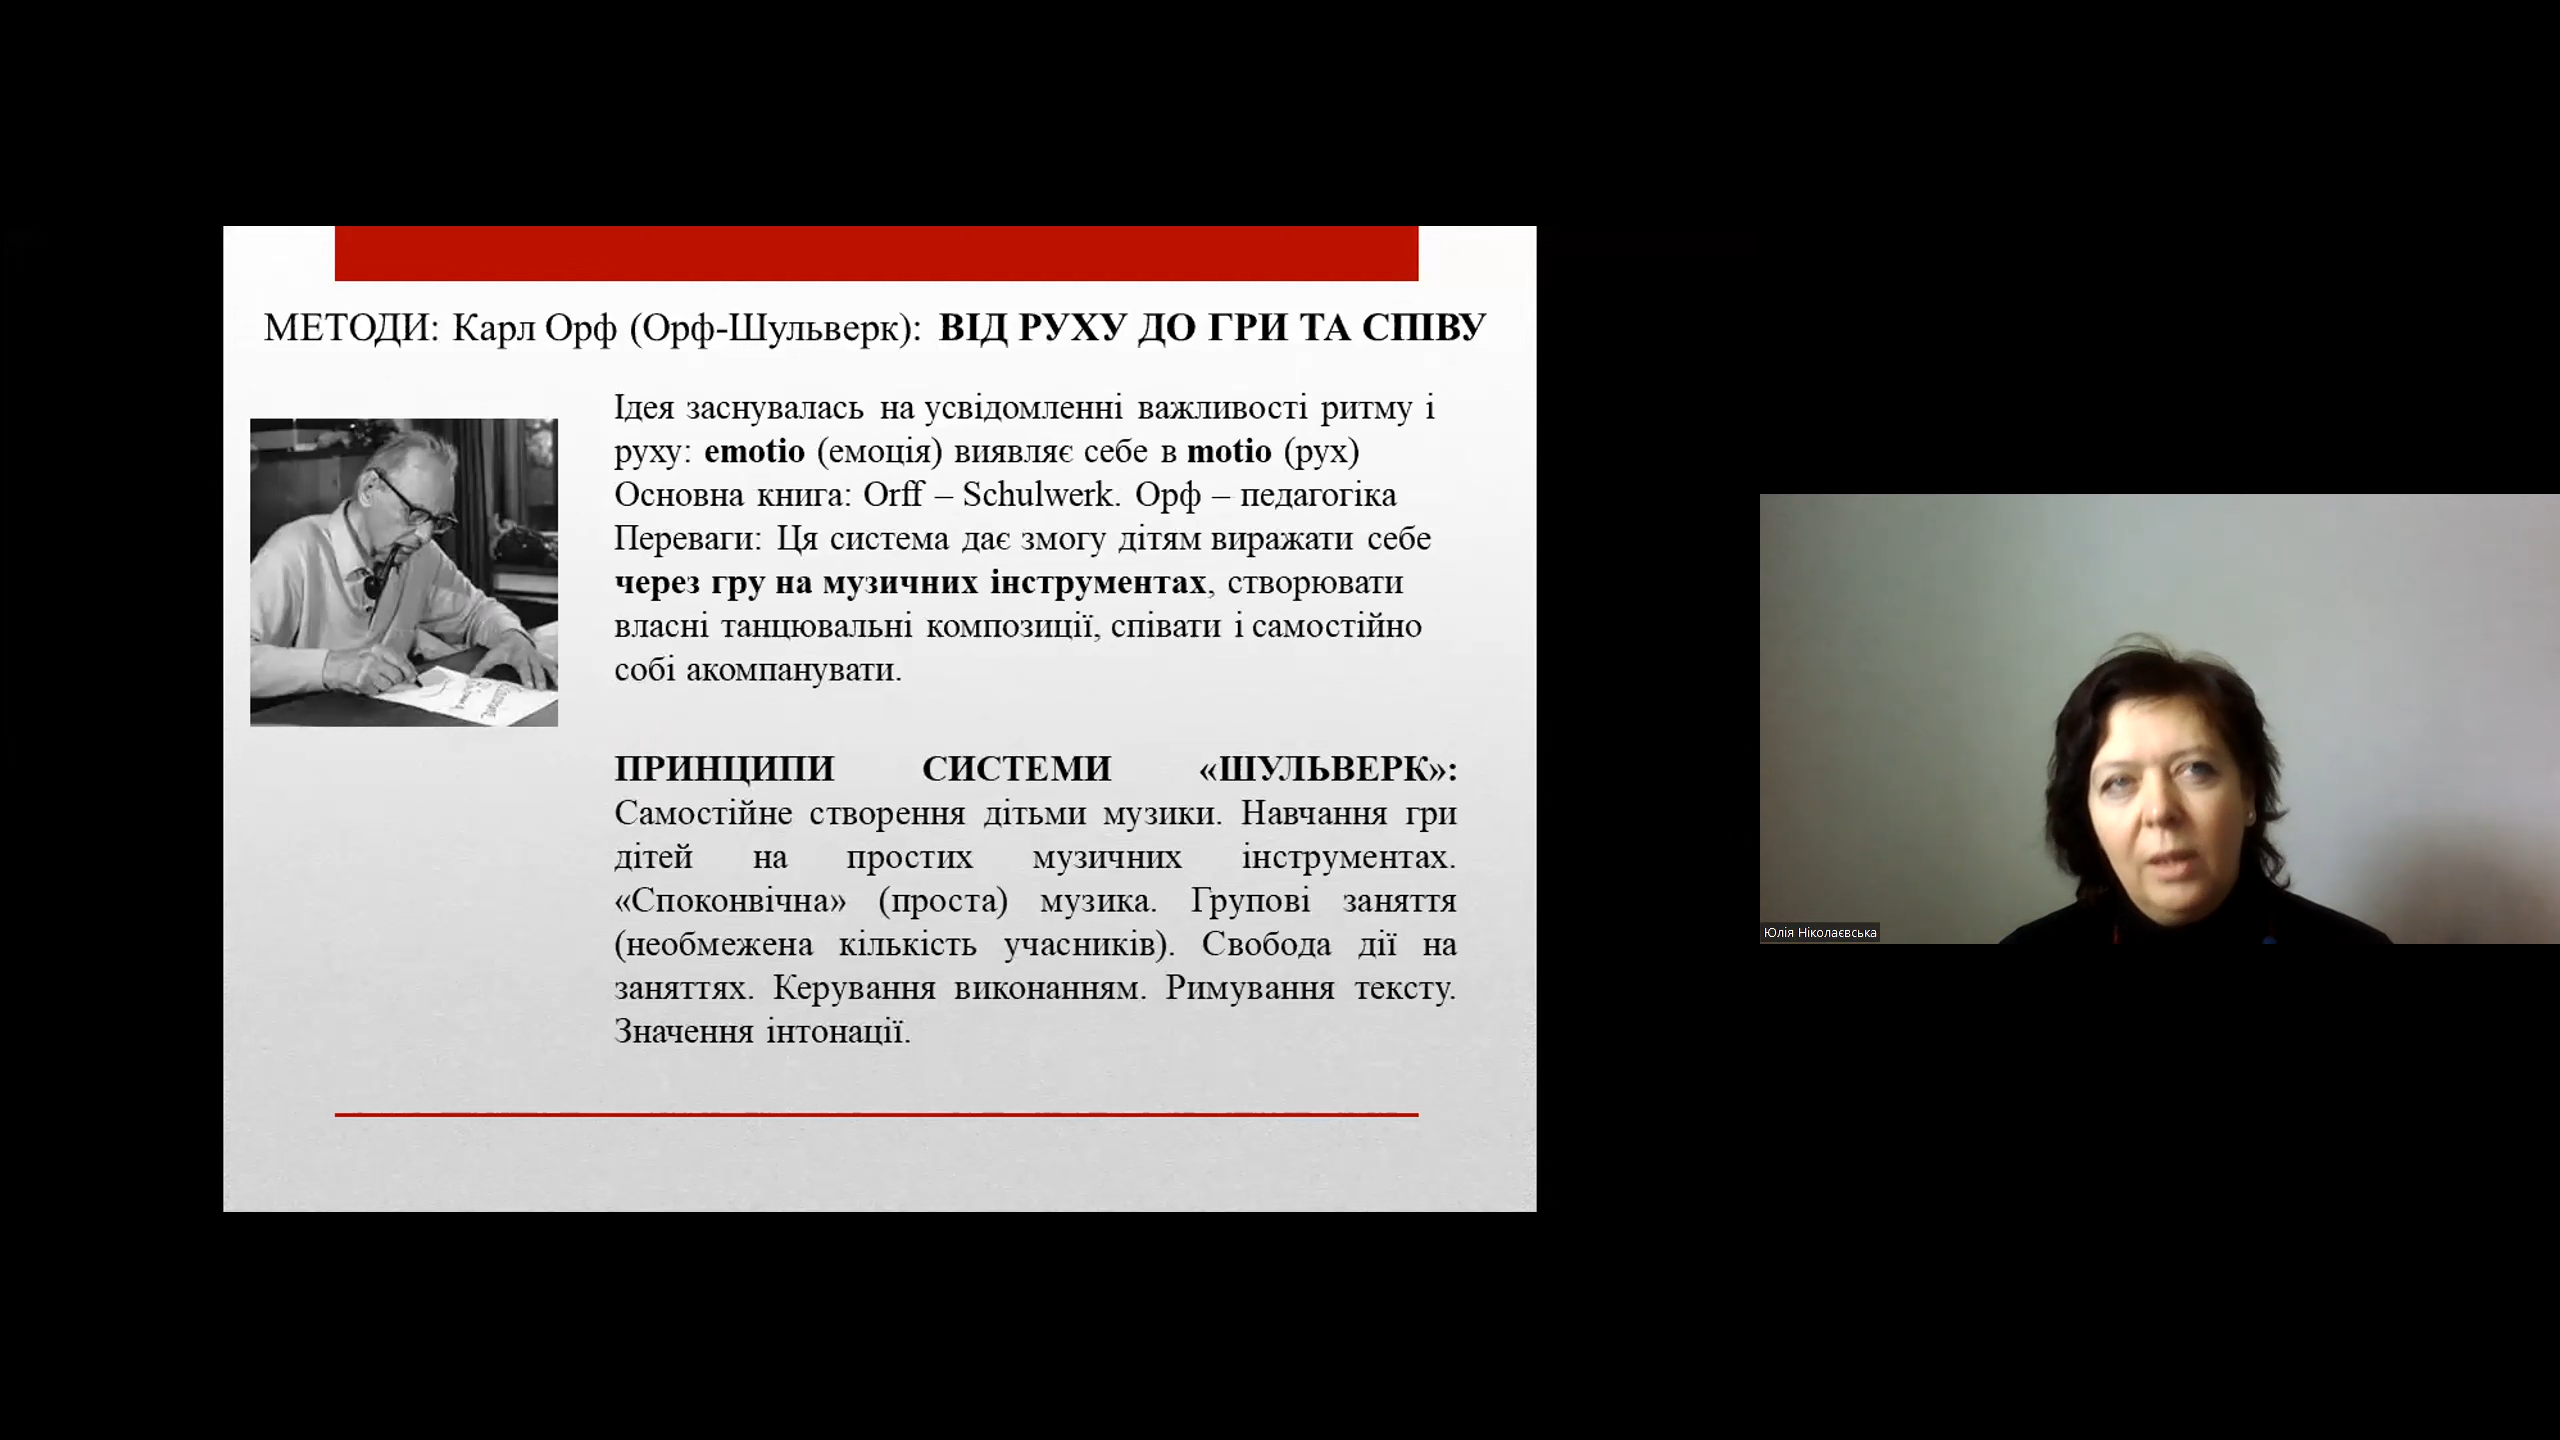 МЕТОДИ: Карл Орф (Орф-Шульверк): ВІД РУХУ ДО ГРИ ТА СПІВУ
Ідея заснувалась на усвідомленні важливості ритму і
руху: emotio (емоція) виявляє себе в motio (рух)
Основна книга: Orff – Schulwerk. Орф – педагогіка
Переваги: Ця система дає змогу дітям виражати себе
через гру на музичних інструментах, створювати
власні танцювальні композиції, співати і самостійно
собі акомпанувати.
ПРИНЦИПИ СИСТЕМИ «ШУЛЬВЕРК»:
Самостійне створення дітьми музики. Навчання гри
дітей на простих музичних інструментах.
«Споконвічна» (проста) музика. Групові заняття
(необмежена кількість учасників). Свобода дії на
заняттях. Керування виконанням. Римування тексту.
Значення інтонації.
Юлія Ніколаєвська